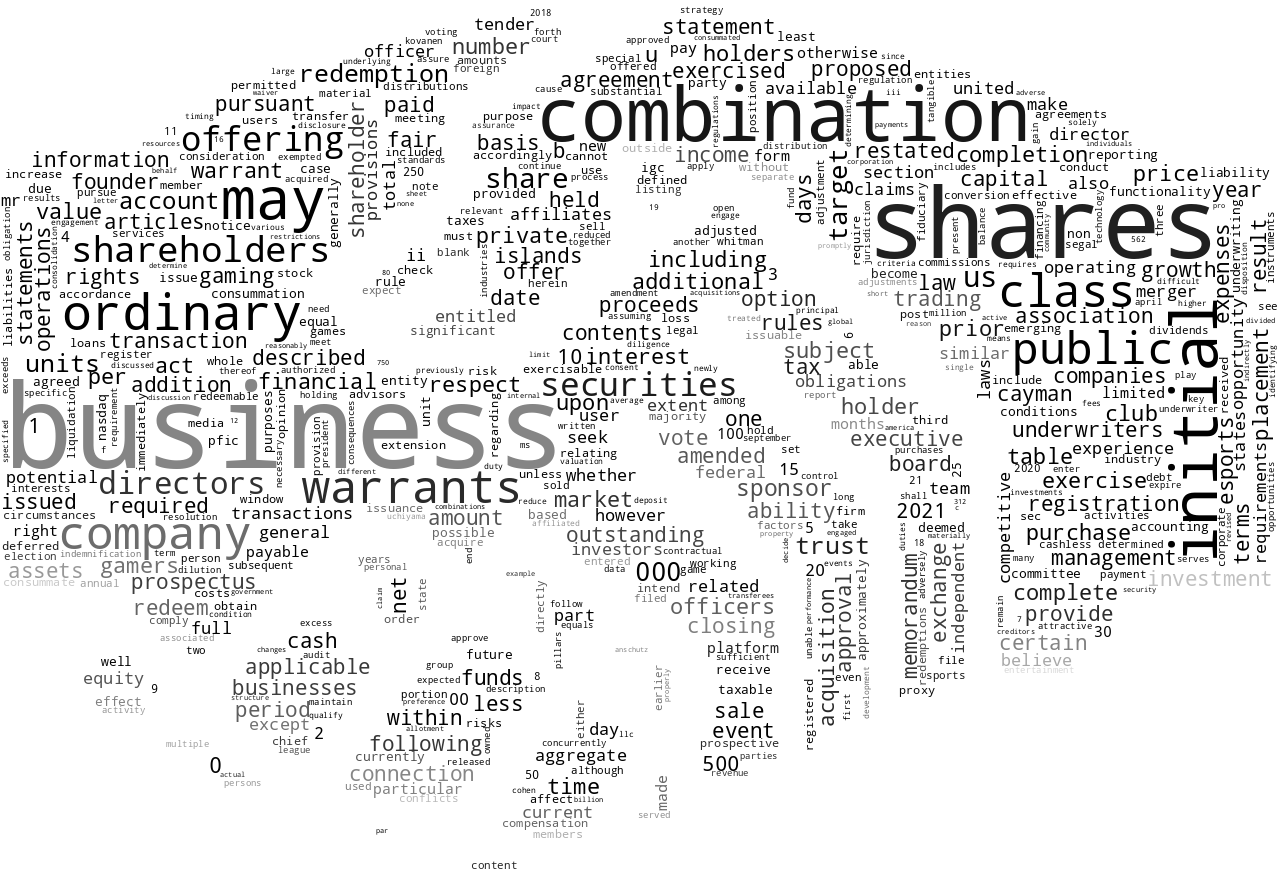 2018
strategy
voting
forth
tender
court
statement
kovanen
consummated
least
officer
number
approved
underlying
assure
amounts
special
u
pay
holders
otherwise
since
large
redemption
foreign
offered
agreement
exercised
proposed
entities
permitted
material
distributions
cause
substantial
party
available
regulation
united
adverse
waiver
pursuant
paid
impact
combination
iii
make
timing
users
transfer
meeting
purpose
regulations
position
determining
tangible
agreements
solely
11
offering
16
disclosure
shareholder
provisions
fair
assurance
basis
b
new
payments
gain
director
resources
included
accordingly
cannot
outside
income
form
distribution
restated
completion
individuals
reporting
information
consideration
exempted
case
standards
continue
use
igc
apply
without
target
corporation
includes
conduct
behalf
warrant
acquired
total
250
share
process
defined
separate
section
capital
also
price
liability
increase
founder
member
note
provided
held
listing
days
fund
adjustment
claims
fiduciary
conversion
effective
functionality
year
due
pursue
account
may
generally
sheet
none
affiliates
19
open
engage
shares
mr
results
letter
value
articles
notice
various
relevant
sell
adjusted
require
jurisdiction
present
balance
financing
community
non
segal
technology
562
three
pro
obligation
engagement
services
restrictions
taxes
reduced
together
another
whitman
promptly
statements
operations
4
consolidation
shareholders
ii
must
private
including
criteria
commissions
requires
expenses
underwriting
disposition
result
instrument
liabilities
rights
determine
issue
gaming
stock
check
blank
islands
additional
3
become
law
us
operating
growth
accordance
consummation
rule
80
industries
offer
herein
amendment
acquisitions
adjustments
difficult
ordinary
need
expect
date
proceeds
treated
option
principal
short
trading
class
merger
april
higher
see
loans
equal
games
entitled
assuming
loss
issuable
rules
global
post
million
active
association
dividends
divided
transaction
reasonably
meet
significant
contents
legal
6
reason
prior
emerging
means
public
initial
opportunity
indirectly
identifying
exceeds
units
register
whole
described
750
limit
diligence
10
interest
subject
similar
laws
companies
placement
agreed
discussed
per
act
thereof
authorized
previously
risk
exercisable
consent
newly
tax
able
single
include
play
specific
addition
redeemable
financial
holding
entity
respect
securities
obligations
cayman
limited
key
received
states
discussion
advisors
internal
average
among
report
fees
underwriter
business
1
liquidation
nasdaq
f
requirement
immediately
media
12
pfic
purposes
necessary
opinion
provision
president
consequences
extension
unit
regarding
ms
upon
user
extent
majority
one
hold
holder
third
conditions
club
esports
specified
written
100
september
months
america
underwriters
different
duty
seek
relating
valuation
vote
amended
set
executive
purchases
table
experience
industry
potential
interests
unless
whether
federal
15
control
board
25
2020
enter
exercise
debt
expire
requirements
opportunities
issued
directors
window
warrants
sold
sponsor
21
team
competitive
investments
circumstances
required
resolution
transactions
issuance
combinations
reduce
market
deposit
ability
long
firm
shall
312
c
registration
terms
corporate
revised
right
uchiyama
amount
based
affiliated
however
factors
5
take
engaged
2021
deemed
sec
activities
accounting
deferred
company
general
possible
outstanding
property
trust
duties
18
materially
purchase
cashless
determined
election
indemnification
term
person
payable
acquire
investors
contractual
decide
many
management
serves
assets
gamers
dilution
subsequent
years
entered
working
events
committee
payment
security
consummate
annual
prospectus
costs
government
personal
data
000
game
20
adversely
investment
redeem
obtain
claim
net
state
example
intend
related
transferees
performance
memorandum
exchange
independent
complete
comply
condition
order
directly
follow
filed
officers
acquisition
approval
approximately
redemptions
remain
7
attractive
provide
full
excess
part
equals
closing
creditors
30
associated
cash
approve
certain
two
changes
audit
future
pillars
anschutz
platform
unable
believe
well
applicable
group
end
sufficient
even
file
entertainment
equity
businesses
expected
funds
8
earlier
properly
receive
sports
9
structure
maintain
portion
preference
00
description
taxable
proxy
effect
period
qualify
less
either
registered
first
development
activity
except
2
within
risks
sale
multiple
chief
allotment
day
llc
event
league
following
owned
concurrently
prospective
0
currently
released
aggregate
parties
actual
connection
50
although
500
revenue
persons
used
particular
cohen
time
made
conflicts
affect
billion
current
served
par
compensation
members
content